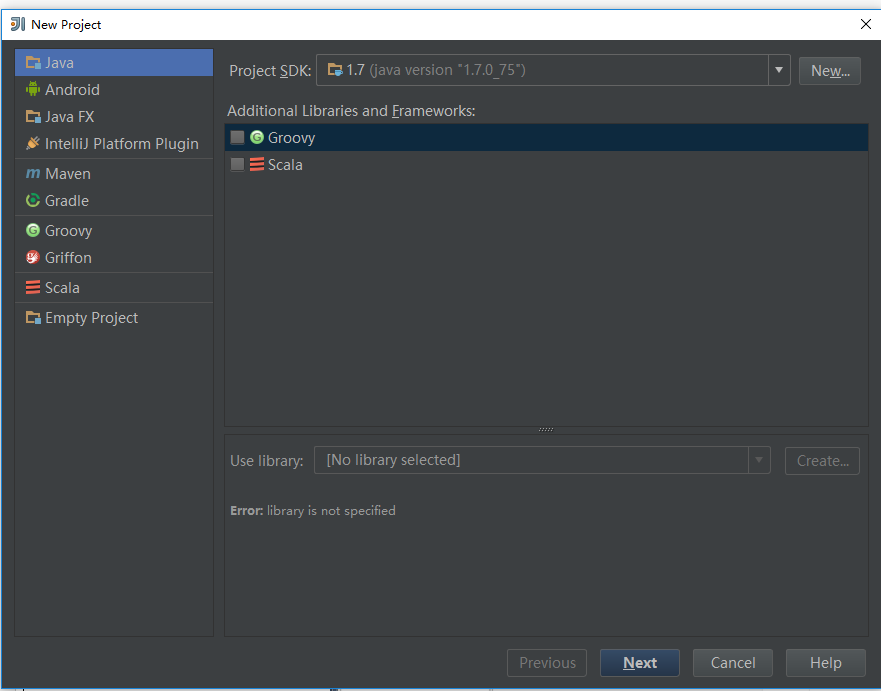 New Project
Java
Android
Java FX
IntelliJ Platform Plugin
m Maven
Gradle
G Groovy
Griffon
Scala
Empty Project
Project SDK: 1.7 (java version "1.7.0_75") New...
Additional Libraries and Frameworks:
G Groovy
Scala
Use library: [No library selected] Create...
Error: library is not specified
Previous Next Cancel Help